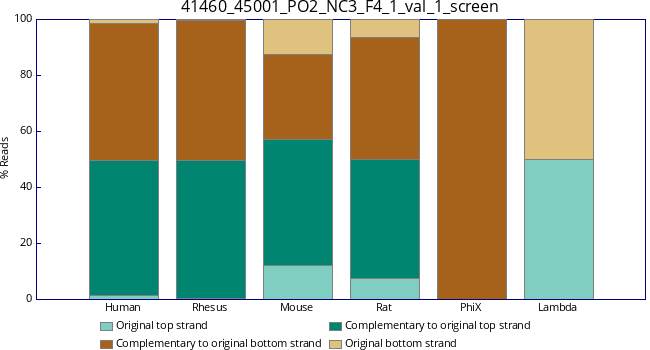 41460_45001_PO2_NC3_F4_1_val_1_screen
100
80
60
40
20
0
% Reads
Human Rhesus Mouse Rat PhiX Lambda
Original top strand Complementary to original top strand
Complementary to original bottom strand Original bottom strand